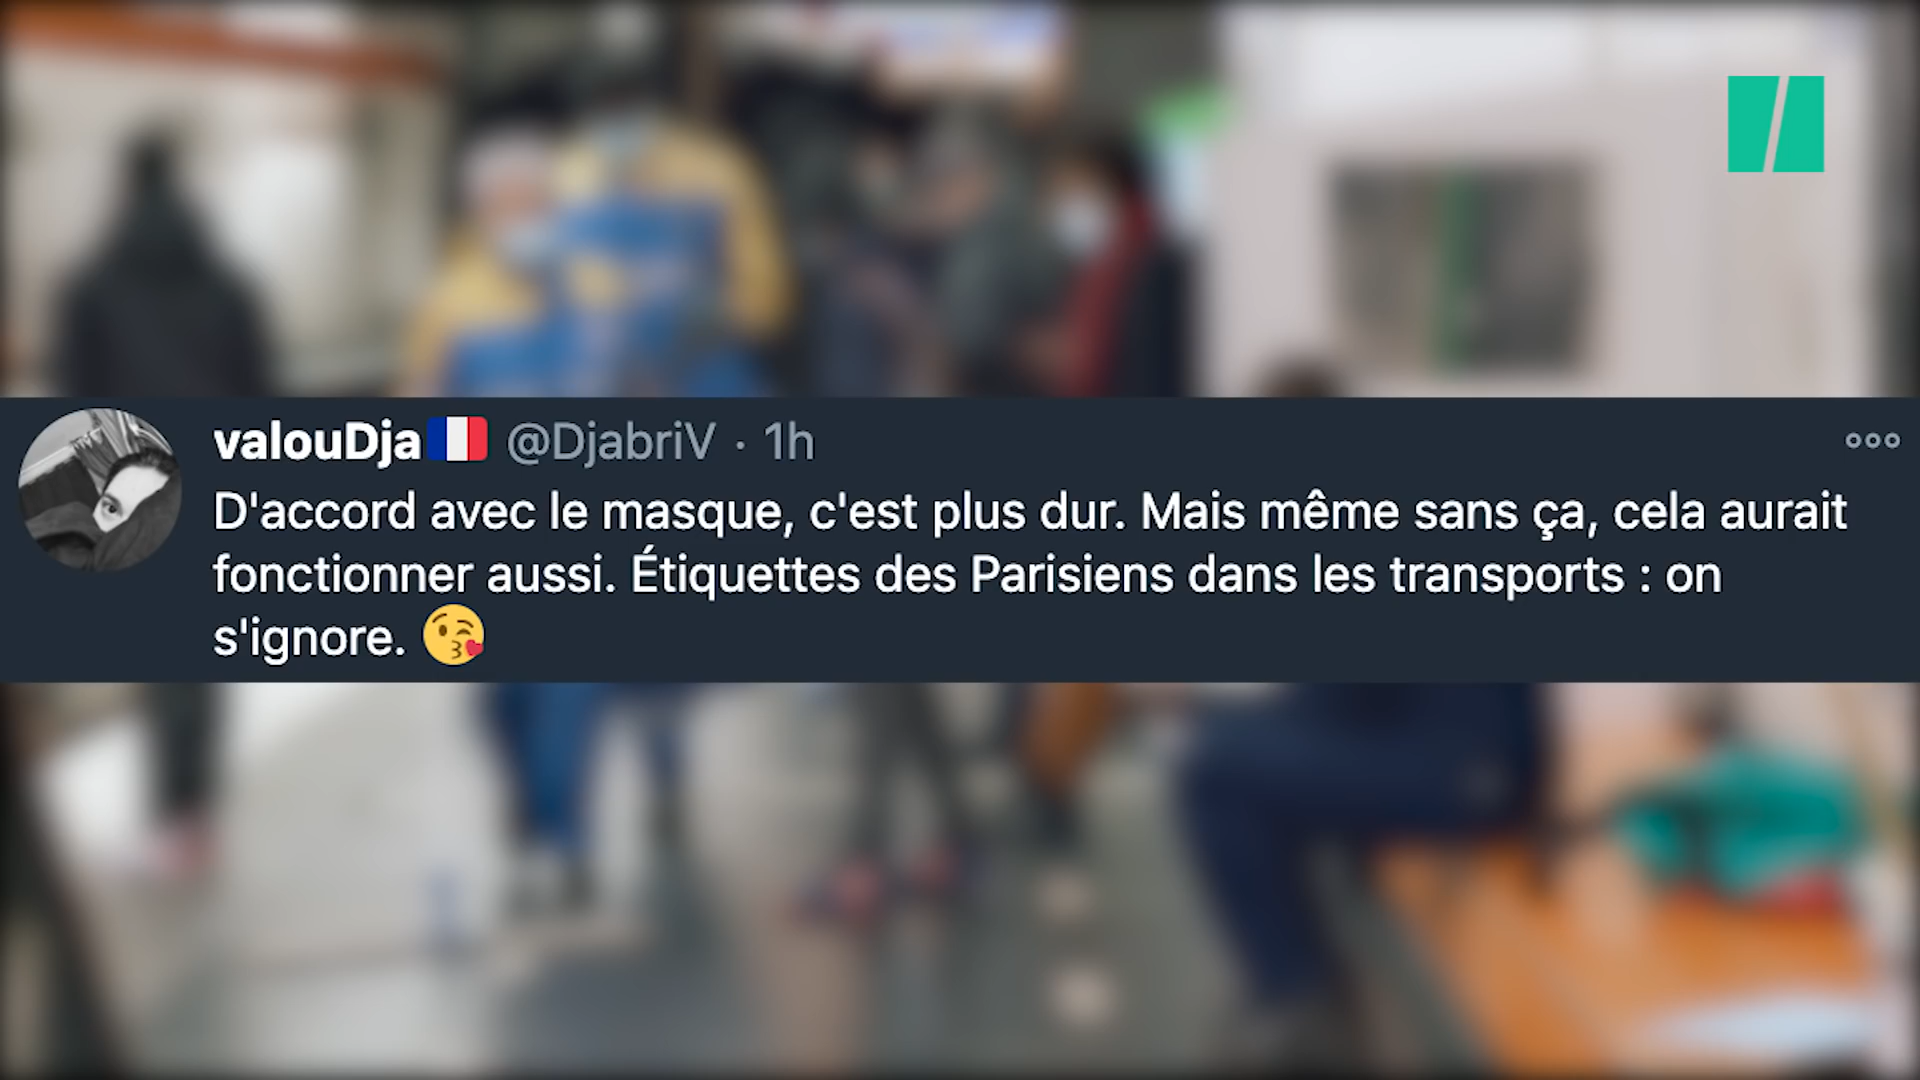 valouDja🇫🇷 @DjabriV · 1h
D'accord avec le masque, c'est plus dur. Mais même sans ça, cela aurait
fonctionner aussi. Étiquettes des Parisiens dans les transports : on
s'ignore. 😘